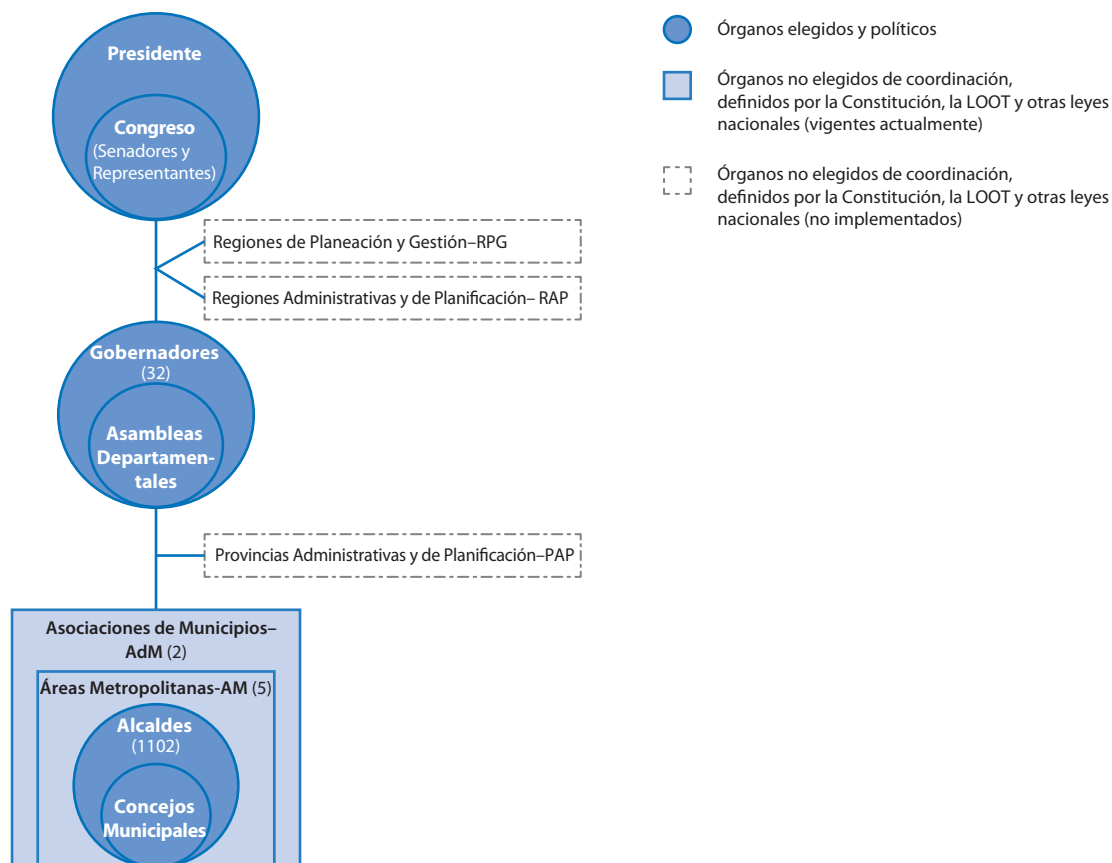 Presidente
Congreso
(Senadores y
Representantes)
Regiones de Planeación y Gestión–RPG
Regiones Administrativas y de Planificación– RAP
Gobernadores
(32)
Asambleas
Departamen-
tales
Provincias Administrativas y de Planificación–PAP
Asociaciones de Municipios–
AdM (2)
Áreas Metropolitanas-AM (5)
Alcaldes
(1102)
Concejos
Municipales
Órganos elegidos y políticos
Órganos no elegidos de coordinación,
definidos por la Constitución, la LOOT y otras leyes
nacionales (vigentes actualmente)
Órganos no elegidos de coordinación,
definidos por la Constitución, la LOOT y otras leyes
nacionales (no implementados)